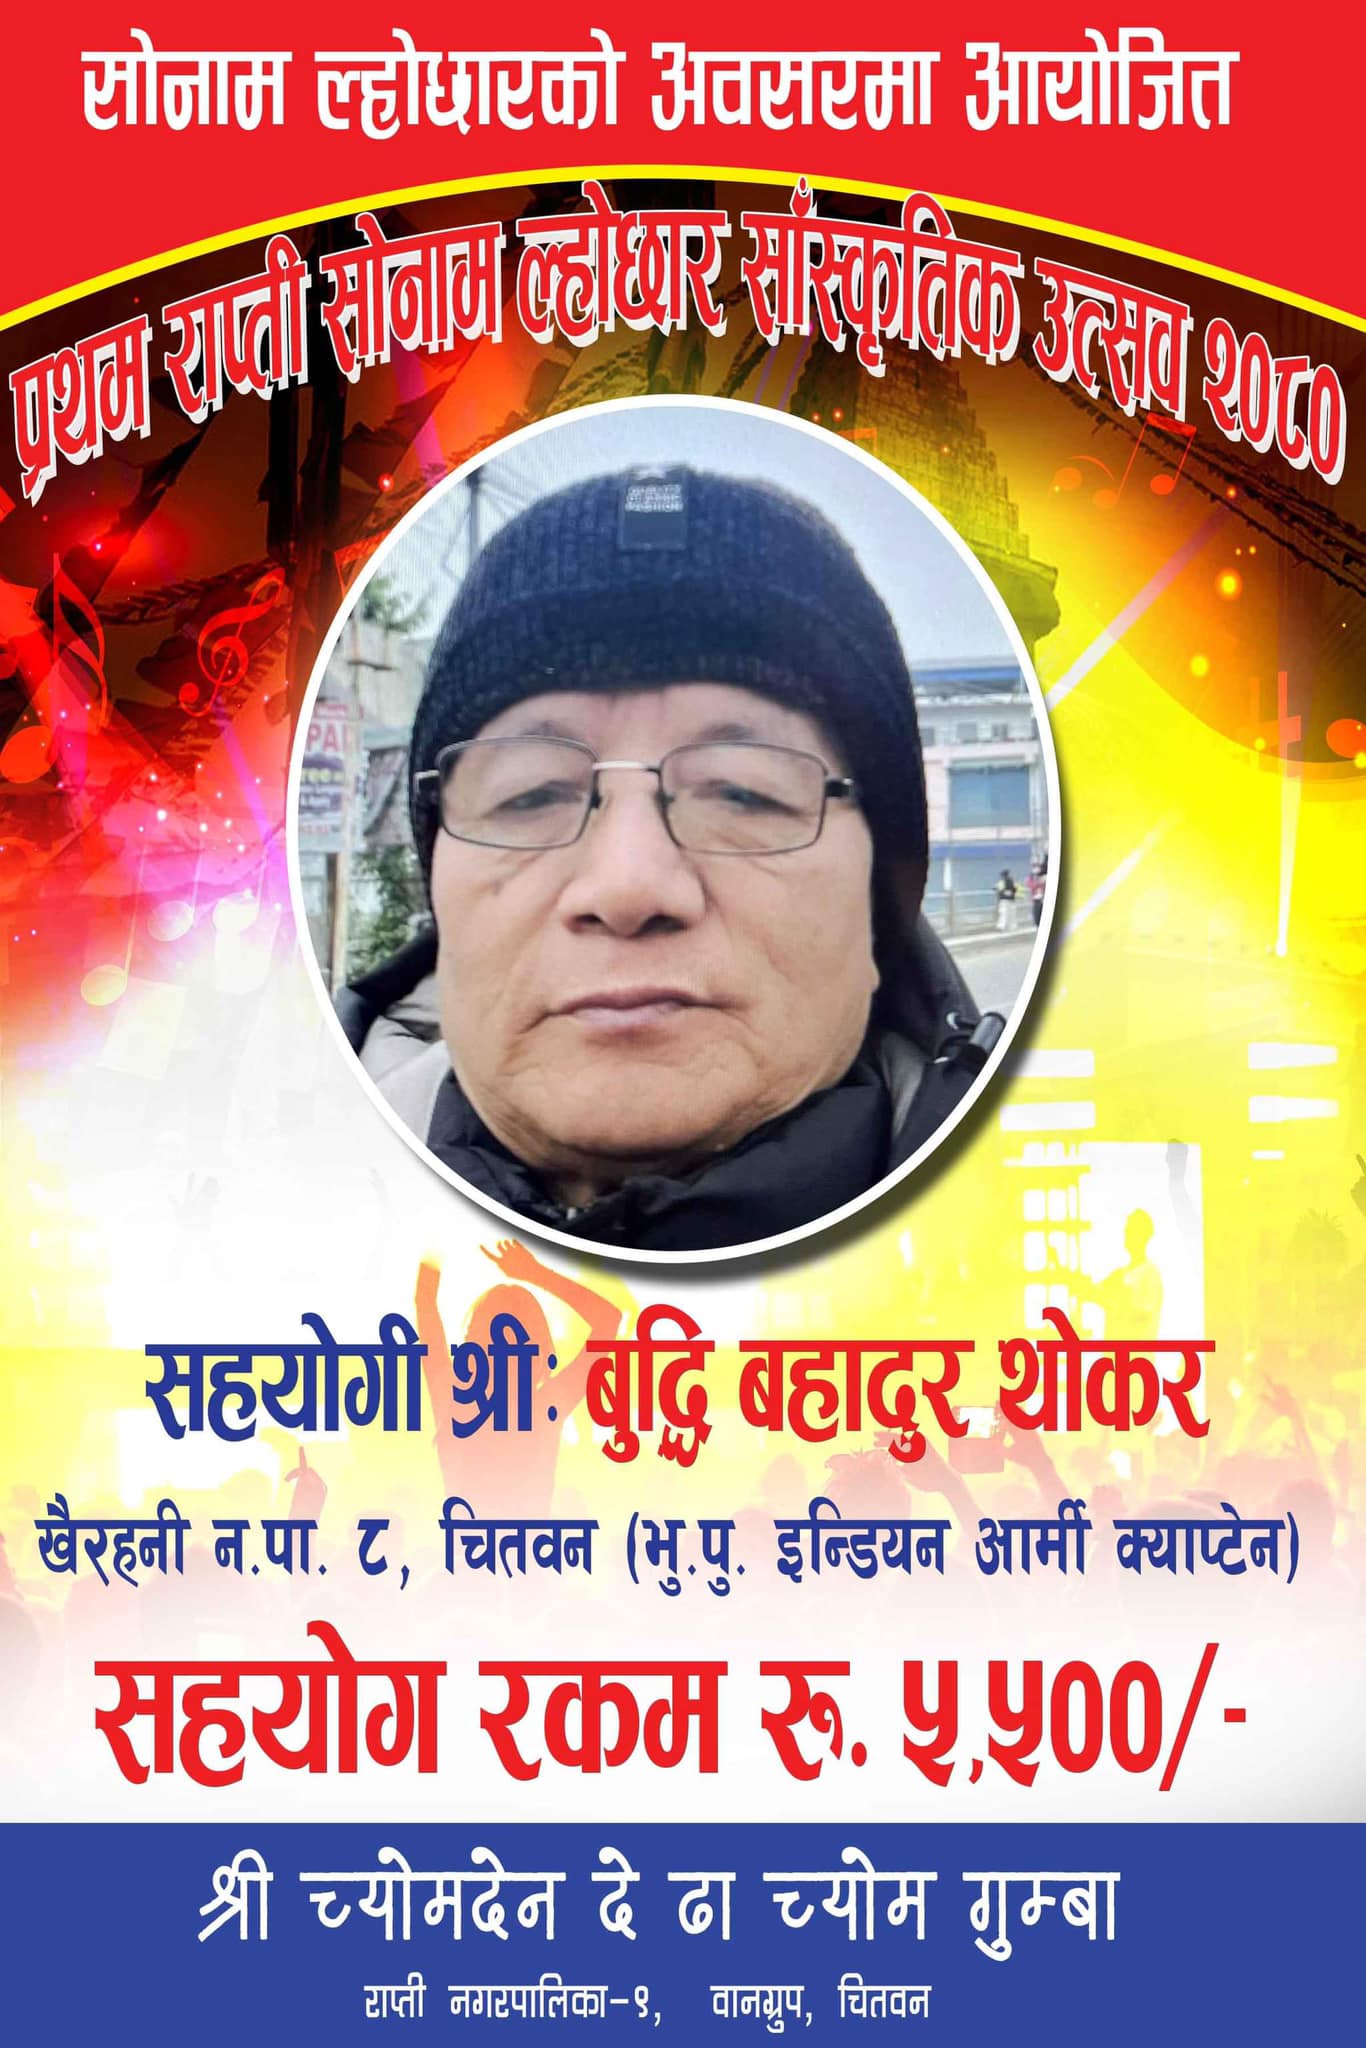 सोनाम ल्होछारको अवसरमा आयोजित
प्रथम राप्ती सोनाम ल्होछार साँस्कृतिक उत्सव २०८०
सहयोगी श्री: बुद्धि बहादुर थोकर
खैरहनी न.पा. ८, चितवन (भु.पु. इन्डियन आर्मी क्याप्टेन)
सहयोग रकम रू. ५,५००/-
श्री च्योमदेन दे ढा च्योम गुम्बा
राप्ती नगरपालिका-९, वानग्रुप, चितवन